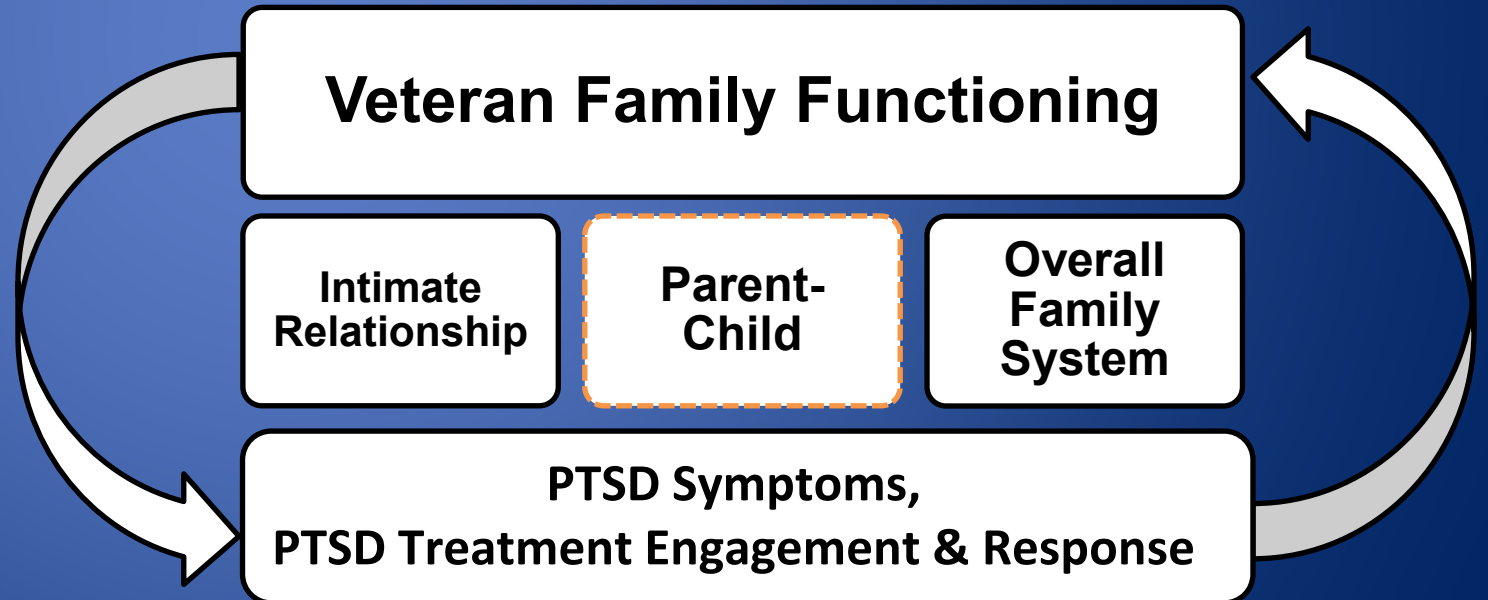 Veteran Family Functioning
Intimate
Relationship
Parent-
Child
Overall
Family
System
PTSD Symptoms,
PTSD Treatment Engagement & Response